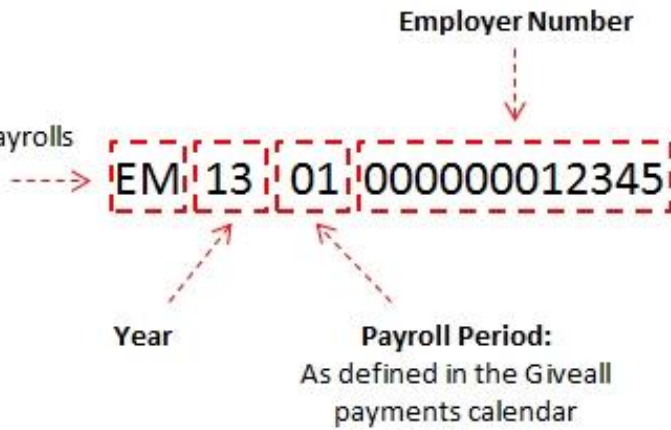 Employer Number
ayrolls
EM 13 01 000000012345
Year
Payroll Period:
As defined in the Giveall
payments calendar